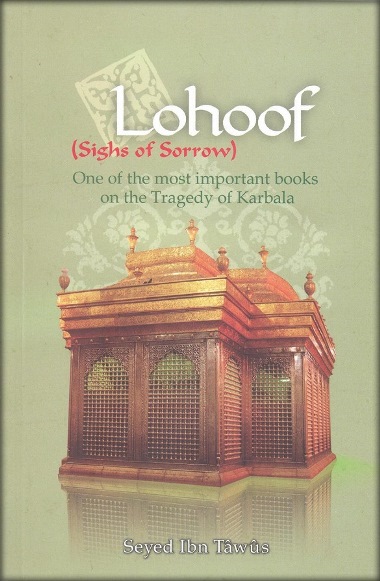 Lohoof
(Sighs of Sorrow)
One of the most important books
on the Tragedy of Karbala
Seyed Ibn Tâwûs